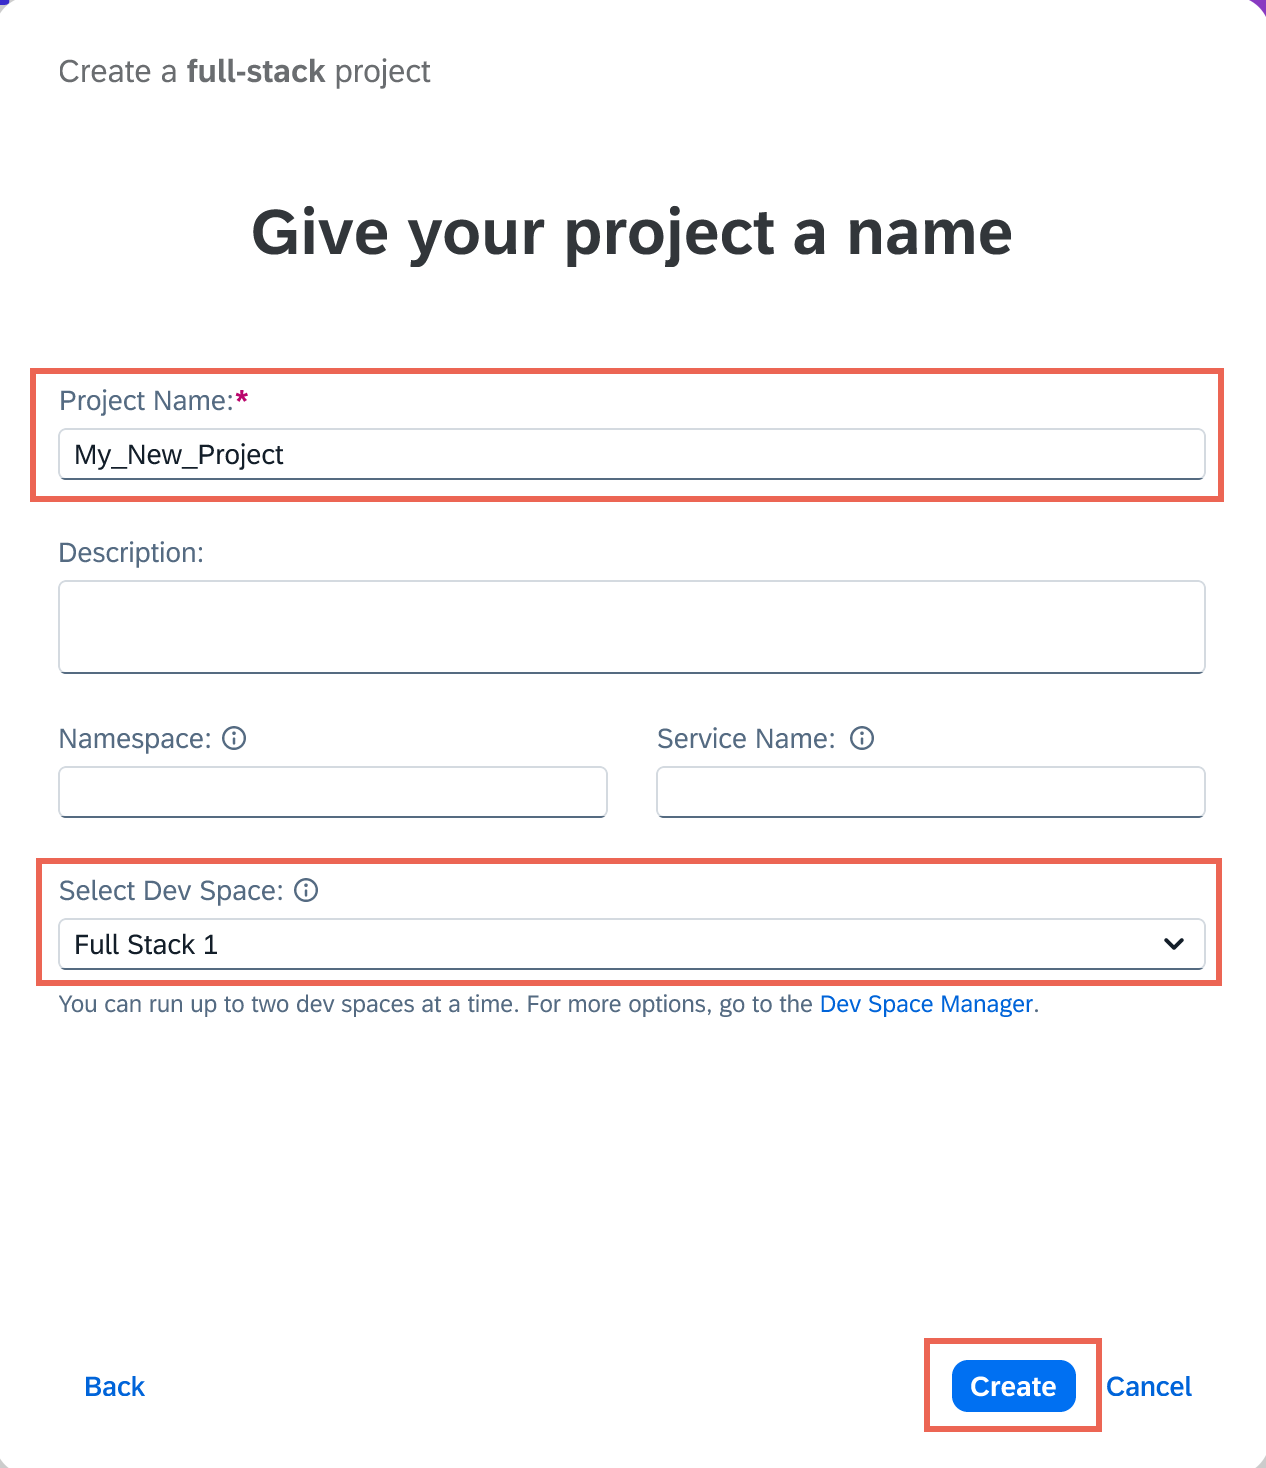 Create a full-stack project
Give your project a name
Project Name:*
My_New_Project
Description:
Namespace:
Service Name:
Select Dev Space:
Full Stack 1
You can run up to two dev spaces at a time. For more options, go to the Dev Space Manager.
Back
Create
Cancel